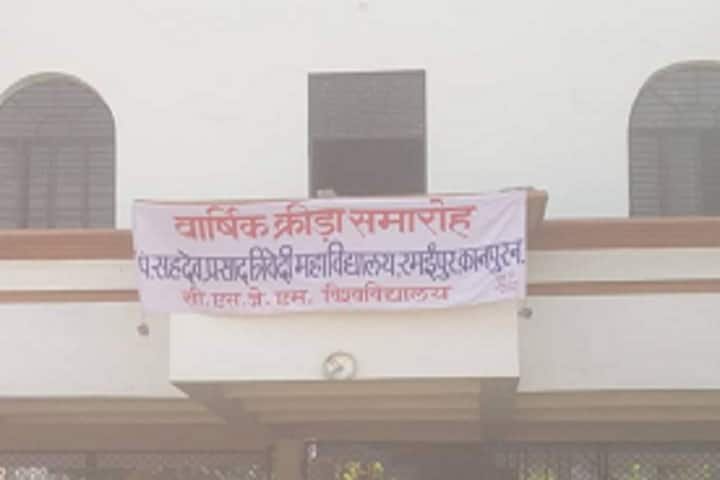 वार्षिक क्रीड़ा समारोह
पं. सहदेव प्रसाद त्रिवेदी महाविद्यालय, रमईपुर, कानपुर न.
सी.एस.जे.एम. विश्वविद्यालय